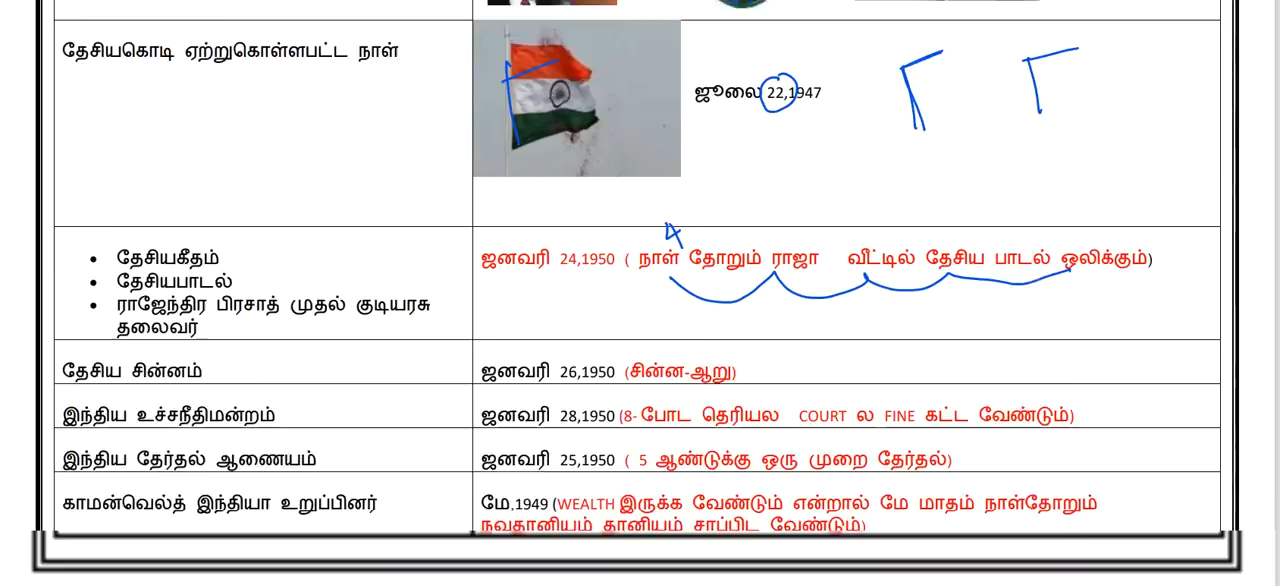 தேசியகொடி ஏற்றுகொள்ளபட்ட நாள்
ஜூலை 22,1947
4
• தேசியகீதம்
• தேசியபாடல்
• ராஜேந்திர பிரசாத் முதல் குடியரசு
தலைவர்
ஜனவரி 24,1950 ( நாள் தோறும் ராஜா வீட்டில் தேசிய பாடல் ஒலிக்கும்)
தேசிய சின்னம்
ஜனவரி 26,1950 (சின்ன-ஆறு)
இந்திய உச்சநீதிமன்றம்
ஜனவரி 28,1950 (8- போட தெரியல COURT ல FINE கட்ட வேண்டும்)
இந்திய தேர்தல் ஆணையம்
ஜனவரி 25,1950 ( 5 ஆண்டுக்கு ஒரு முறை தேர்தல்)
காமன்வெல்த் இந்தியா உறுப்பினர்
மே.1949 (WEALTH இருக்க வேண்டும் என்றால் மே மாதம் நாள்தோறும்
நவதானியம் தானியம் சாப்பிட வேண்டும்)